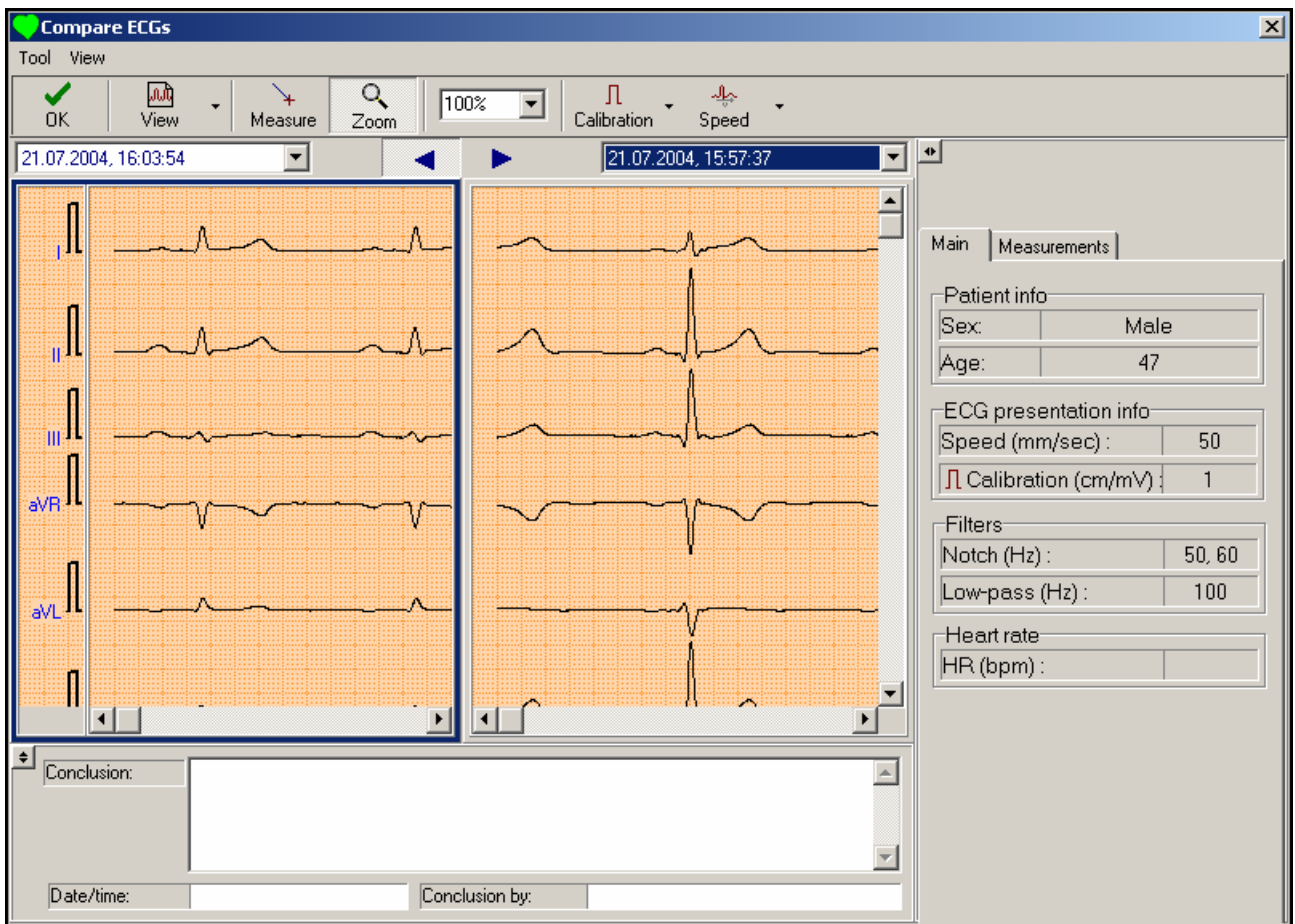 Compare ECGs
Tool View
OK View Measure Zoom 100% Calibration Speed
21.07.2004, 16:03:54 21.07.2004, 15:57:37
I
II
III
aVR
aVL
Main Measurements
Patient info
Sex: Male
Age: 47
ECG presentation info
Speed (mm/sec) : 50
Calibration (cm/mV) : 1
Filters
Notch (Hz) : 50, 60
Low-pass (Hz) : 100
Heart rate
HR (bpm) :
Conclusion:
Date/time: Conclusion by: